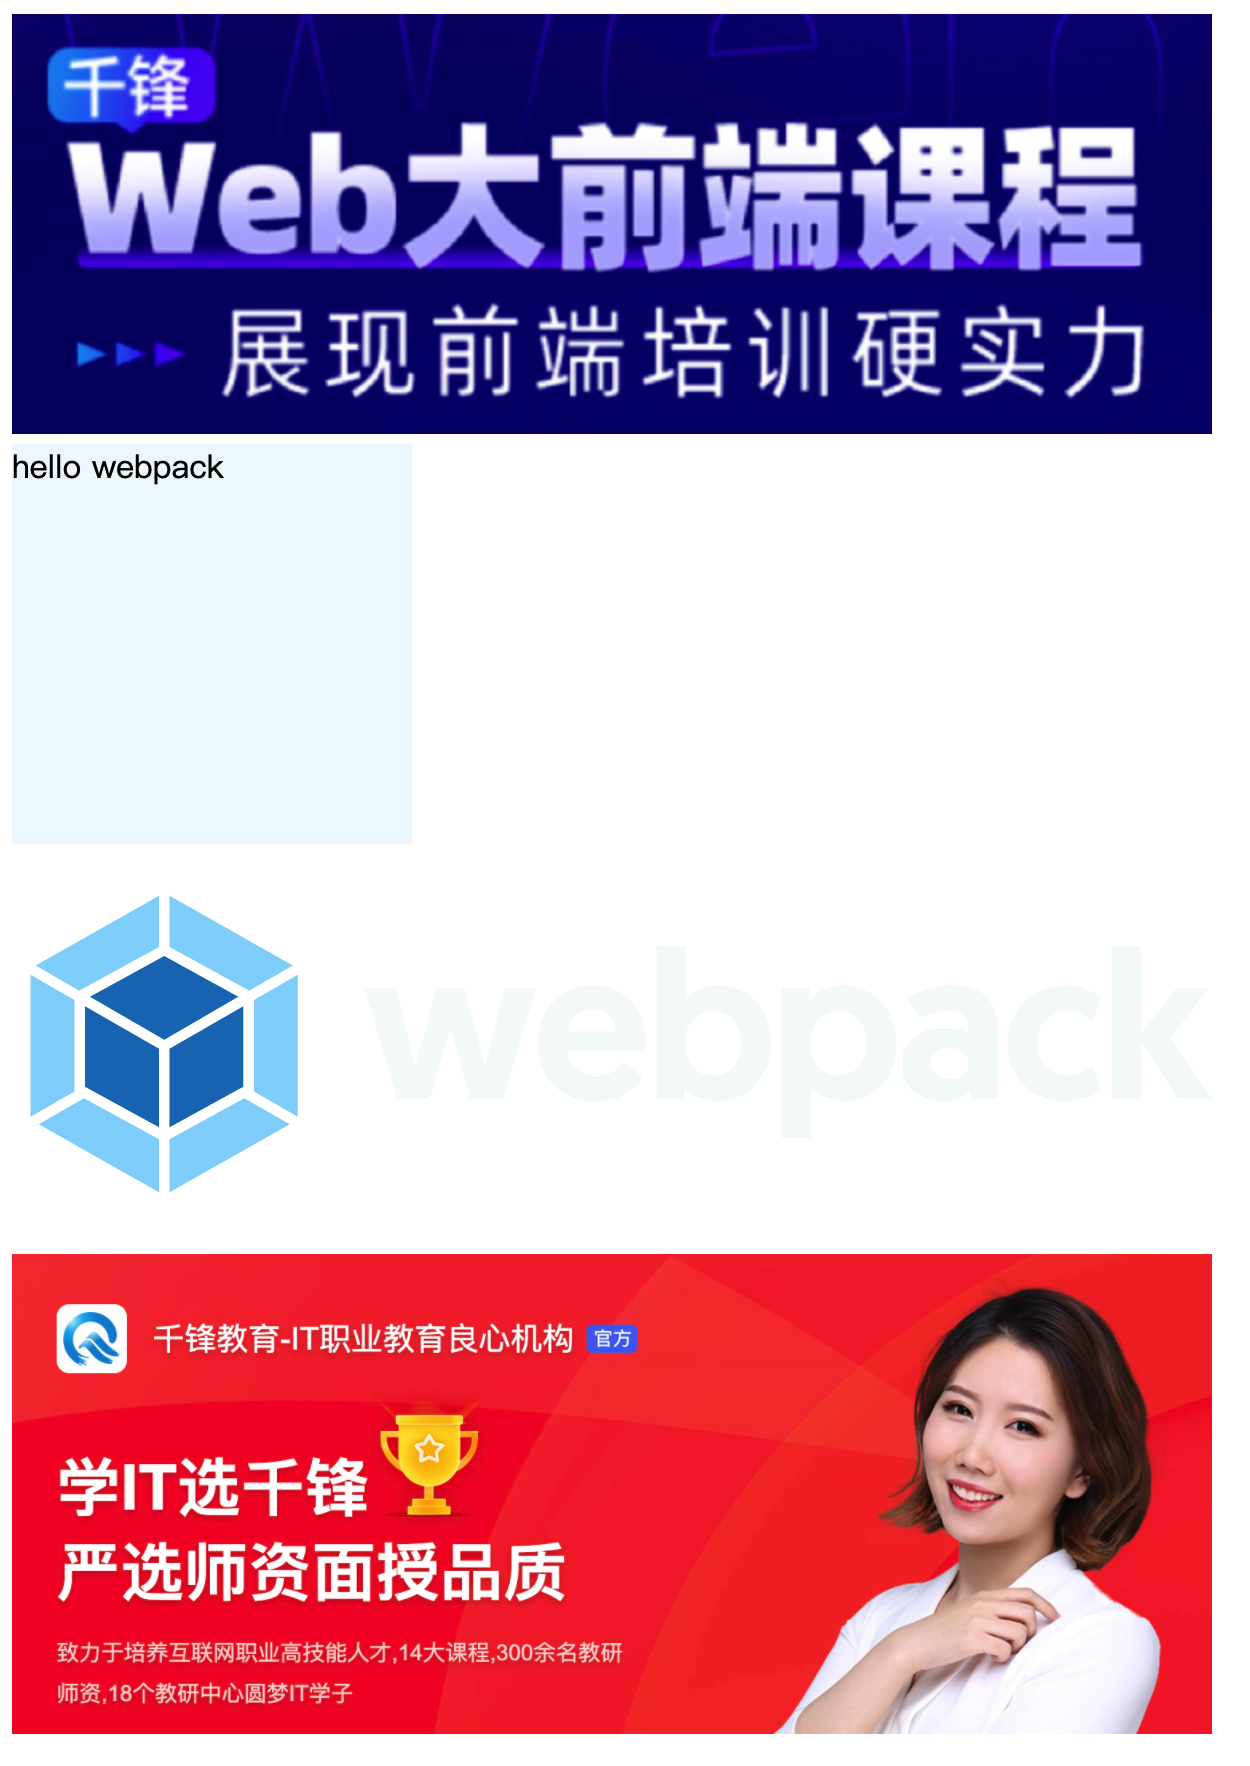 千锋
Web大前端课程
展现前端培训硬实力
hello webpack
webpack
千锋教育-IT职业教育良心机构 官方
学IT选千锋
严选师资面授品质
致力于培养互联网职业高技能人才,14大课程,300余名教研
师资,18个教研中心圆梦IT学子